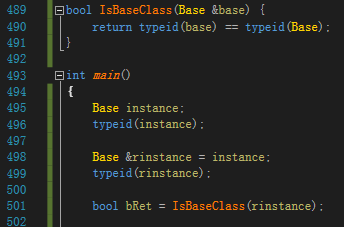 489 bool IsBaseClass(Base &base) {
490 return typeid(base) == typeid(Base);
491 }
492
493 int main()
494 {
495 Base instance;
496 typeid(instance);
497
498 Base &rinstance = instance;
499 typeid(rinstance);
500
501 bool bRet = IsBaseClass(rinstance);
502